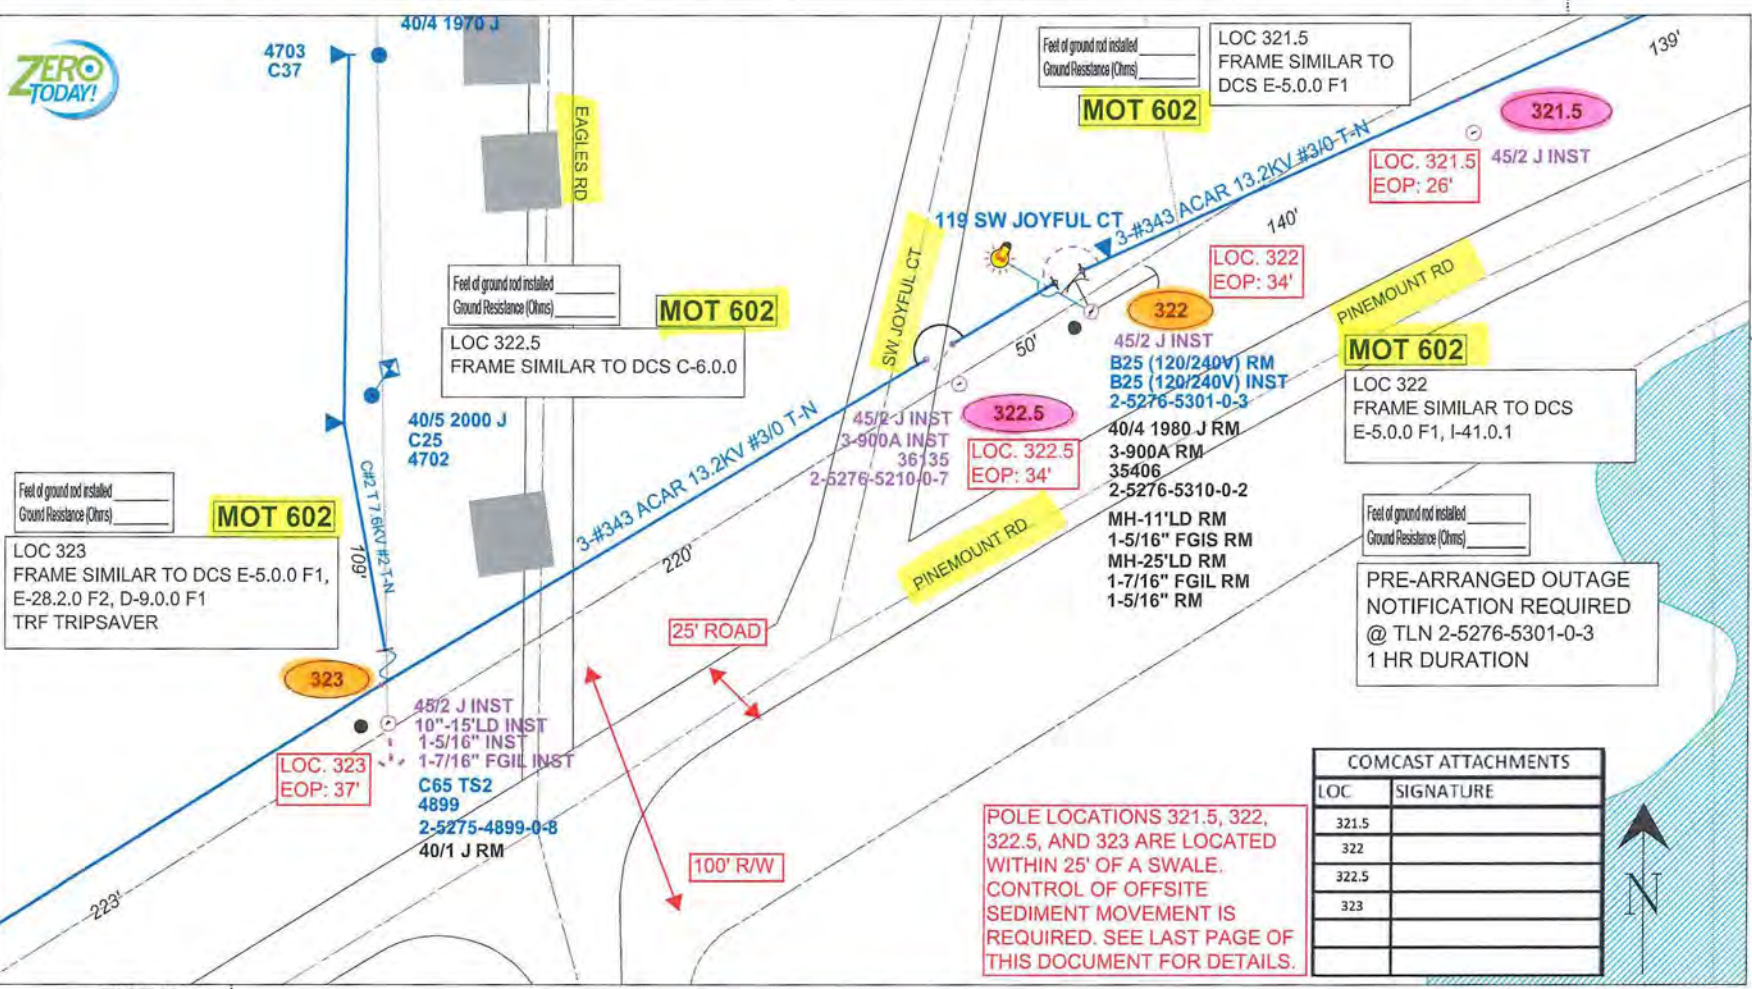 ZERO
TODAY!
4703
C37
40/4 1970 J
EAGLES RD
Feet of ground rod installed
Ground Resistance (Ohms)
LOC 321.5
FRAME SIMILAR TO
DCS E-5.0.0 F1
MOT 602
139'
321.5
LOC. 321.5
EOP: 26'
45/2 J INST
3-#343 ACAR 13.2KV #3/0 T-N
140'
119 SW JOYFUL CT
SW JOYFUL CT
LOC. 322
EOP: 34'
PINEMOUNT RD
322
45/2 J INST
B25 (120/240V) RM
B25 (120/240V) INST
2-5276-5301-0-3
40/4 1980 J RM
3-900A RM
35406
2-5276-5310-0-2
MH-11'LD RM
1-5/16" FGIS RM
MH-25'LD RM
1-7/16" FGIL RM
1-5/16" RM
MOT 602
LOC 322
FRAME SIMILAR TO DCS
E-5.0.0 F1, I-41.0.1
Feet of ground rod installed
Ground Resistance (Ohms)
PRE-ARRANGED OUTAGE
NOTIFICATION REQUIRED
@ TLN 2-5276-5301-0-3
1 HR DURATION
Feet of ground rod installed
Ground Resistance (Ohms)
MOT 602
LOC 322.5
FRAME SIMILAR TO DCS C-6.0.0
50'
322.5
45/2 J INST
3-900A INST
36135
2-5276-5210-0-7
LOC. 322.5
EOP: 34'
PINEMOUNT RD
40/5 2000 J
C25
4702
C#2 T 7.6KV #2 T-N
109'
3-#343 ACAR 13.2KV #3/0 T-N
220'
Feet of ground rod installed
Ground Resistance (Ohms)
MOT 602
LOC 323
FRAME SIMILAR TO DCS E-5.0.0 F1,
E-28.2.0 F2, D-9.0.0 F1
TRF TRIPSAVER
323
45/2 J INST
10"-15'LD INST
1-5/16" INST
1-7/16" FGIL INST
C65 TS2
4899
2-5275-4899-0-8
40/1 J RM
LOC. 323
EOP: 37'
223'
25' ROAD
100' R/W
POLE LOCATIONS 321.5, 322,
322.5, AND 323 ARE LOCATED
WITHIN 25' OF A SWALE.
CONTROL OF OFFSITE
SEDIMENT MOVEMENT IS
REQUIRED. SEE LAST PAGE OF
THIS DOCUMENT FOR DETAILS.
COMCAST ATTACHMENTS
LOC SIGNATURE
321.5
322
322.5
323
N